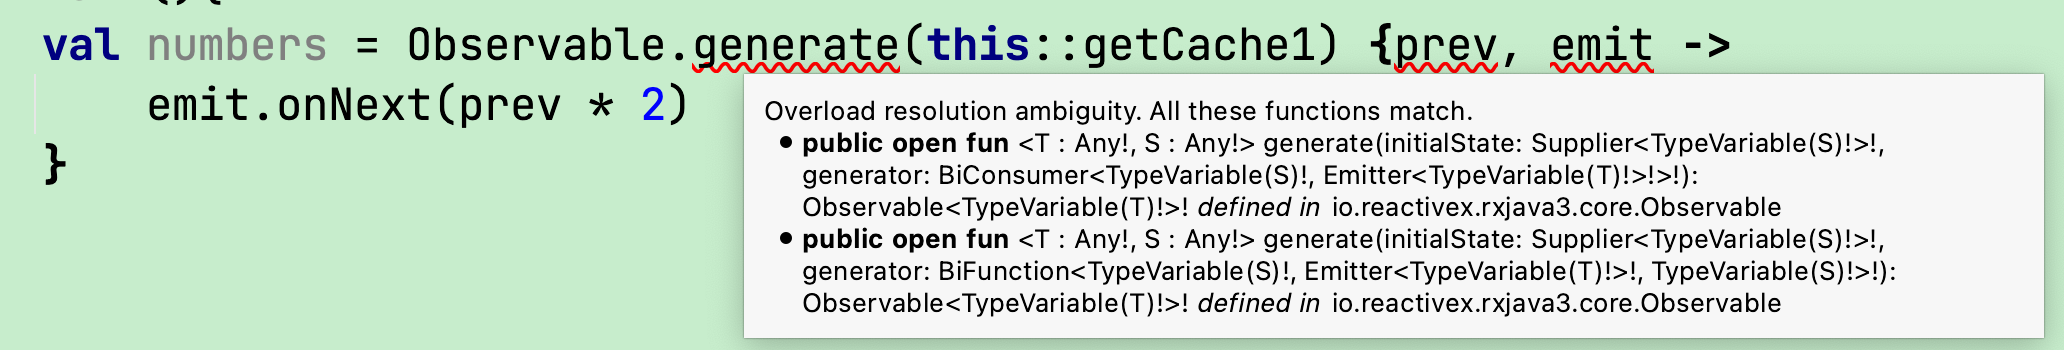 val numbers = Observable.generate(this::getCache1) {prev, emit ->
emit.onNext(prev * 2)
}
Overload resolution ambiguity. All these functions match.
• public open fun <T : Any!, S : Any!> generate(initialState: Supplier<TypeVariable(S)!>!,
generator: BiConsumer<TypeVariable(S)!, Emitter<TypeVariable(T)!>!>!):
Observable<TypeVariable(T)!>! defined in io.reactivex.rxjava3.core.Observable
• public open fun <T : Any!, S : Any!> generate(initialState: Supplier<TypeVariable(S)!>!,
generator: BiFunction<TypeVariable(S)!, Emitter<TypeVariable(T)!>!, TypeVariable(S)!>!):
Observable<TypeVariable(T)!>! defined in io.reactivex.rxjava3.core.Observable